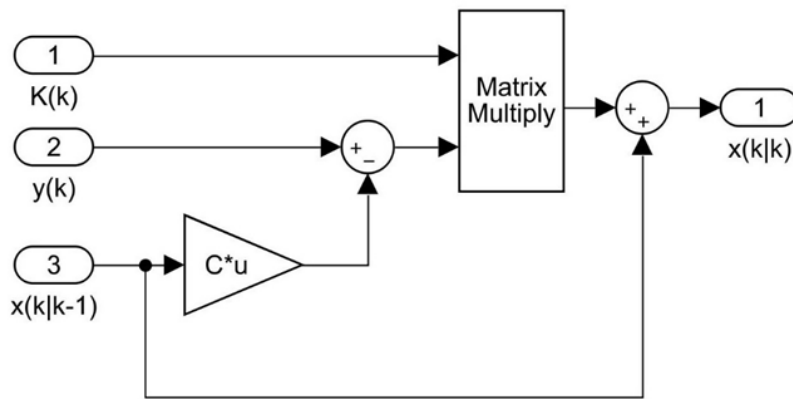 1
K(k)
2
y(k)
3
x(k|k-1)
C*u
+
−
Matrix
Multiply
+
+
1
x(k|k)